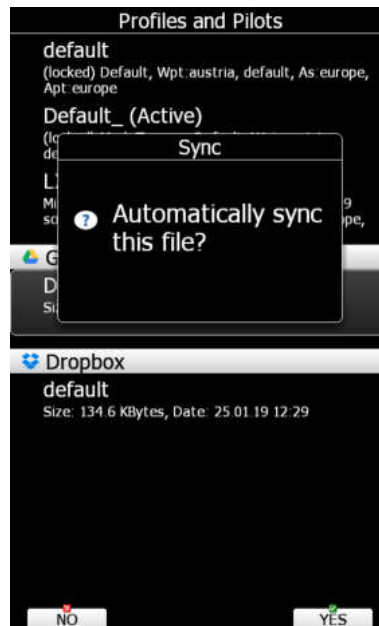 Profiles and Pilots
default
(locked) Default, Wpt:austria, default, As:europe,
Apt:europe
Default_ (Active)
Sync
Automatically sync
this file?
Dropbox
default
Size: 134.6 KBytes, Date: 25.01.19 12:29
NO
YES